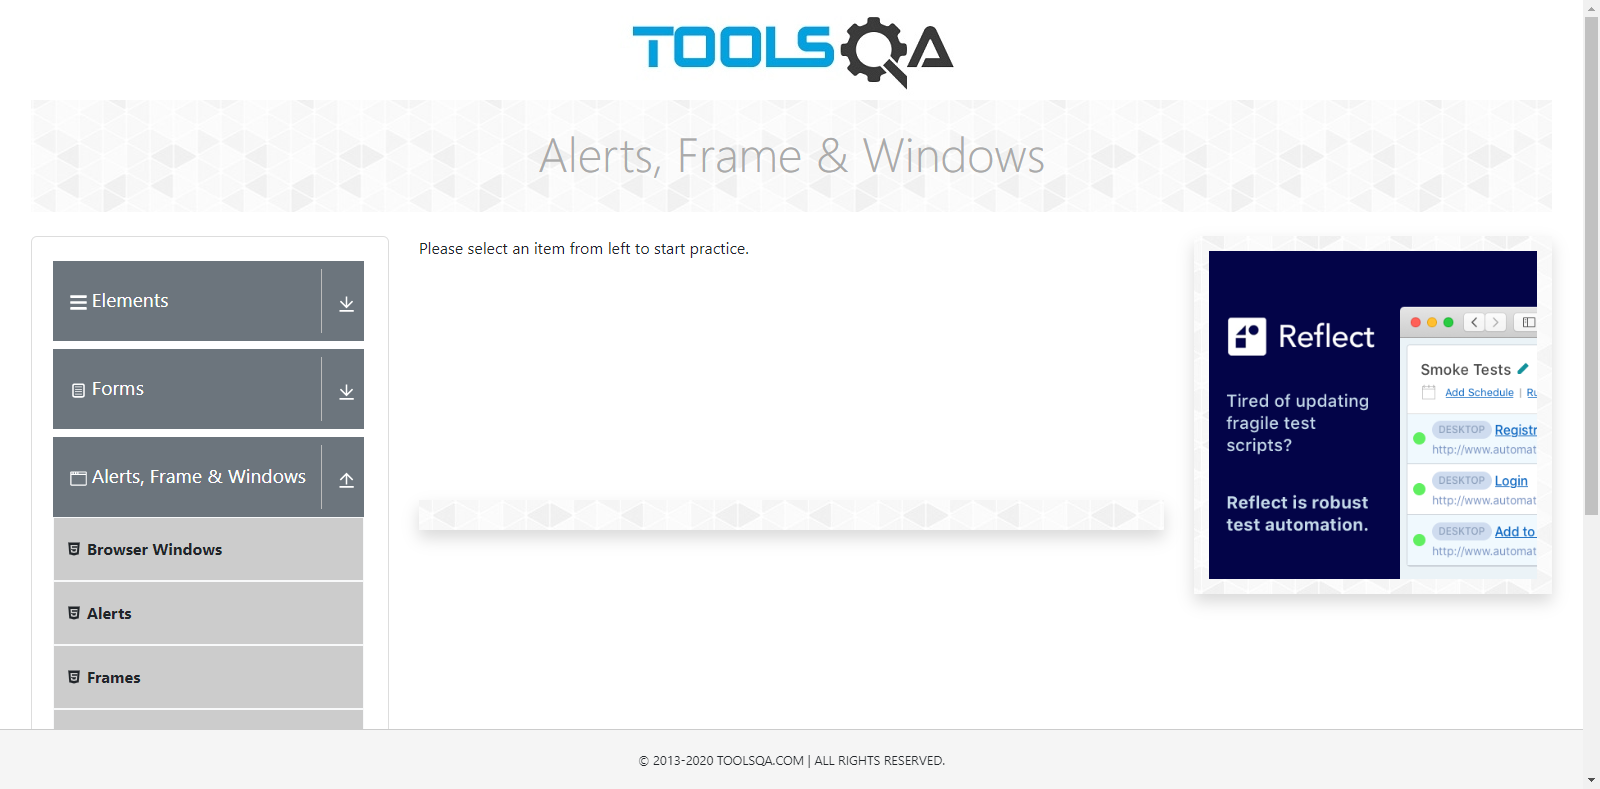 TOOLSQA
Alerts, Frame & Windows
Elements
Forms
Alerts, Frame & Windows
Browser Windows
Alerts
Frames
Please select an item from left to start practice.
Reflect
Tired of updating
fragile test
scripts?
Reflect is robust
test automation.
Smoke Tests
Add Schedule | Ru
DESKTOP Registr
http://www.automat
DESKTOP Login
http://www.automat
DESKTOP Add to
http://www.automat
© 2013-2020 TOOLSQA.COM | ALL RIGHTS RESERVED.